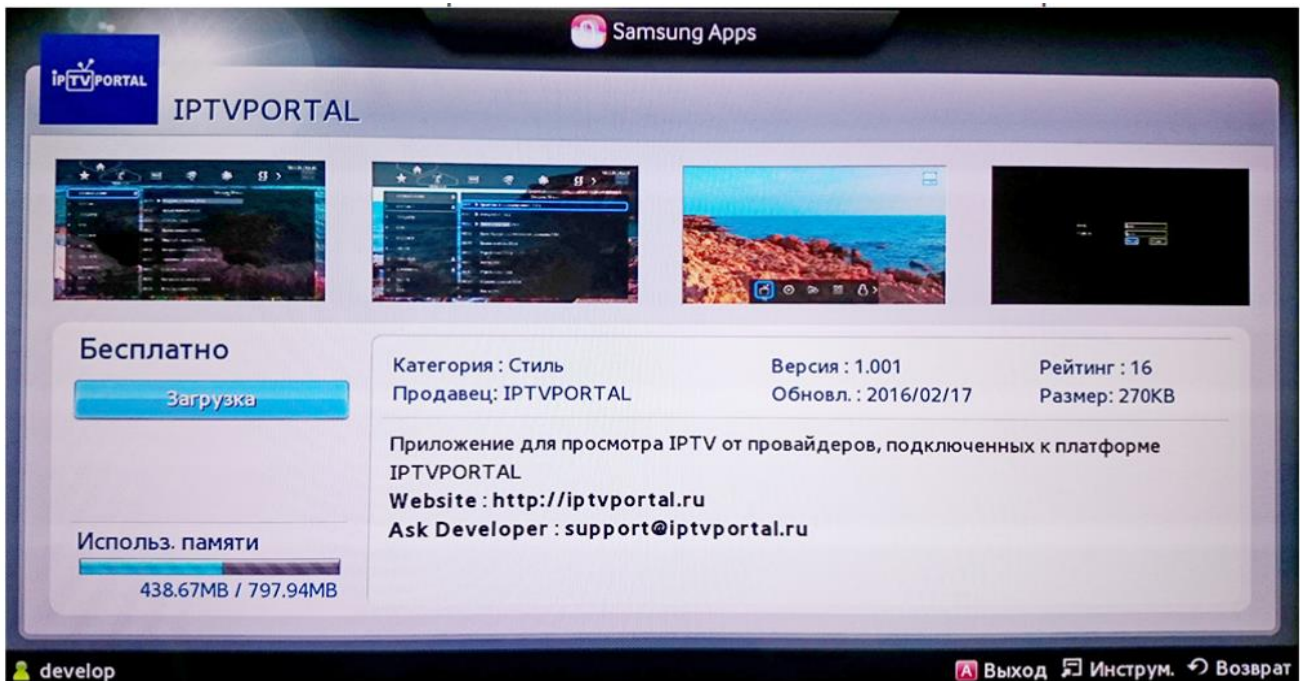 Samsung Apps
IPTVPORTAL
IPTVPORTAL
Бесплатно
Загрузка
Категория : Стиль
Версия : 1.001
Рейтинг : 16
Продавец: IPTVPORTAL
Обновл. : 2016/02/17
Размер: 270KB
Приложение для просмотра IPTV от провайдеров, подключенных к платформе
IPTVPORTAL
Website : http://iptvportal.ru
Ask Developer : support@iptvportal.ru
Использ. памяти
438.67MB / 797.94MB
develop
A Выход Инструм. Возврат